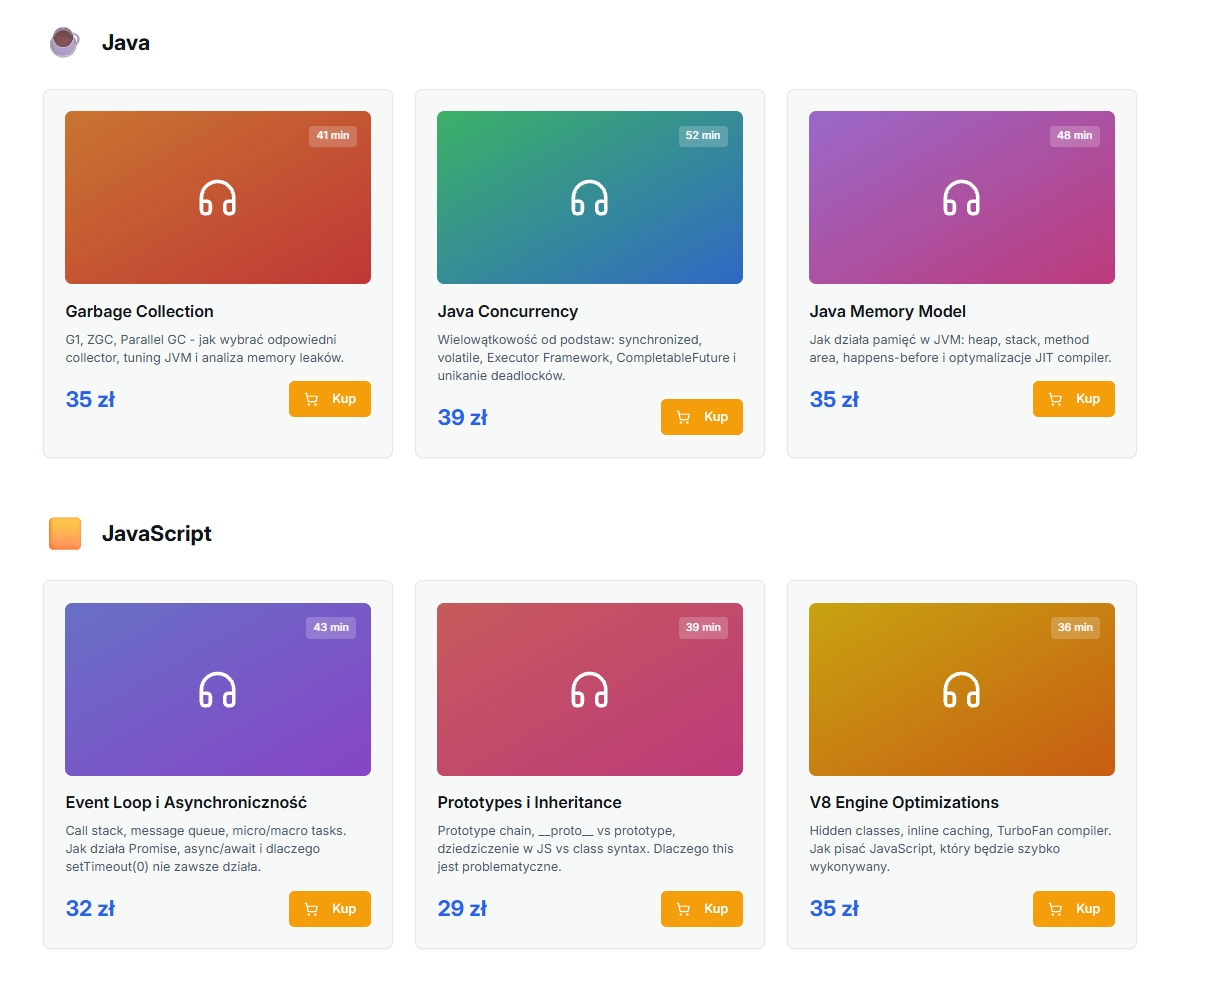 Java
41 min
Garbage Collection
G1, ZGC, Parallel GC - jak wybrać odpowiedni
collector, tuning JVM i analiza memory leaków.
35 zł
Kup
52 min
Java Concurrency
Wielowątkowość od podstaw: synchronized,
volatile, Executor Framework, CompletableFuture i
unikanie deadlocków.
39 zł
Kup
48 min
Java Memory Model
Jak działa pamięć w JVM: heap, stack, method
area, happens-before i optymalizacje JIT compiler.
35 zł
Kup
JavaScript
43 min
Event Loop i Asynchroniczność
Call stack, message queue, micro/macro tasks.
Jak działa Promise, async/await i dlaczego
setTimeout(0) nie zawsze działa.
32 zł
Kup
39 min
Prototypes i Inheritance
Prototype chain, __proto__ vs prototype,
dziedziczenie w JS vs class syntax. Dlaczego this
jest problematyczne.
29 zł
Kup
36 min
V8 Engine Optimizations
Hidden classes, inline caching, TurboFan compiler.
Jak pisać JavaScript, który będzie szybko
wykonywany.
35 zł
Kup